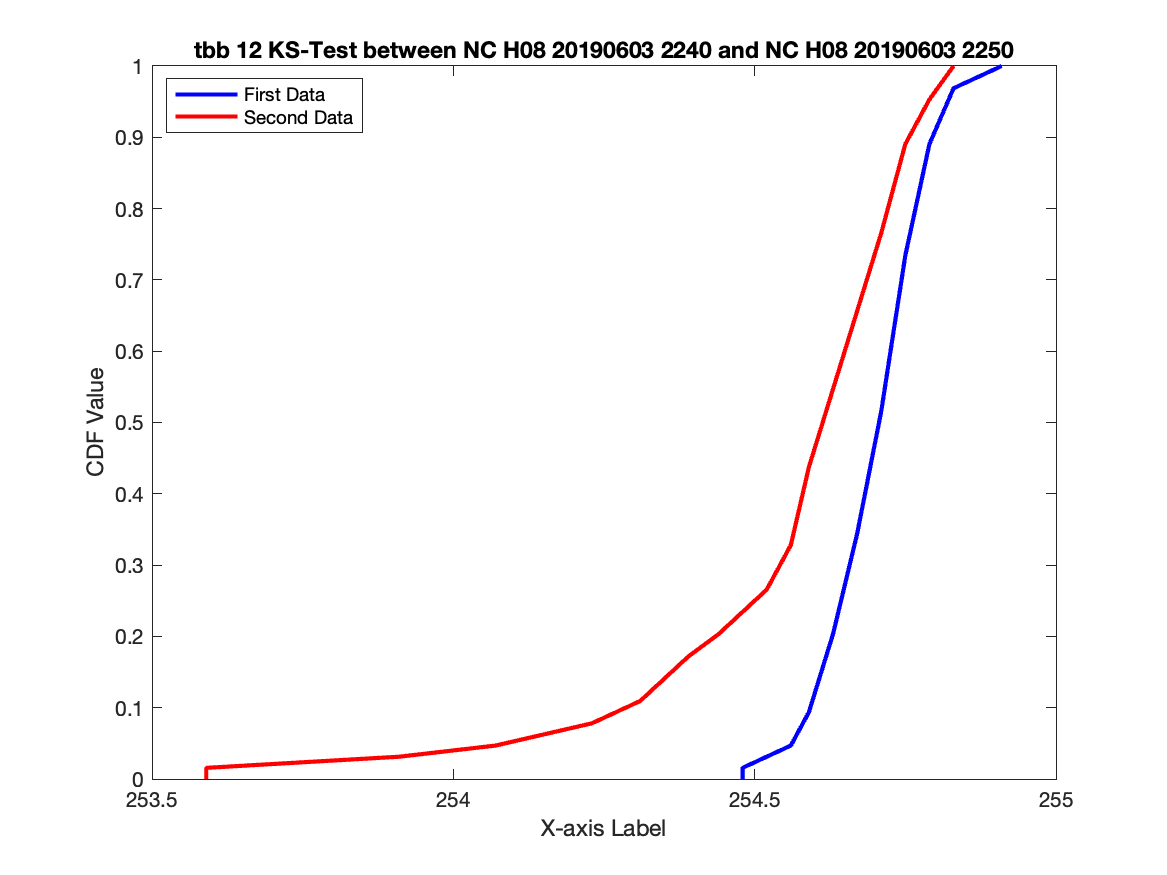 tbb 12 KS-Test between NC H08 20190603 2240 and NC H08 20190603 2250
First Data
Second Data
1
0.9
0.8
0.7
0.6
0.5
0.4
0.3
0.2
0.1
0
CDF Value
253.5 254 254.5 255
X-axis Label